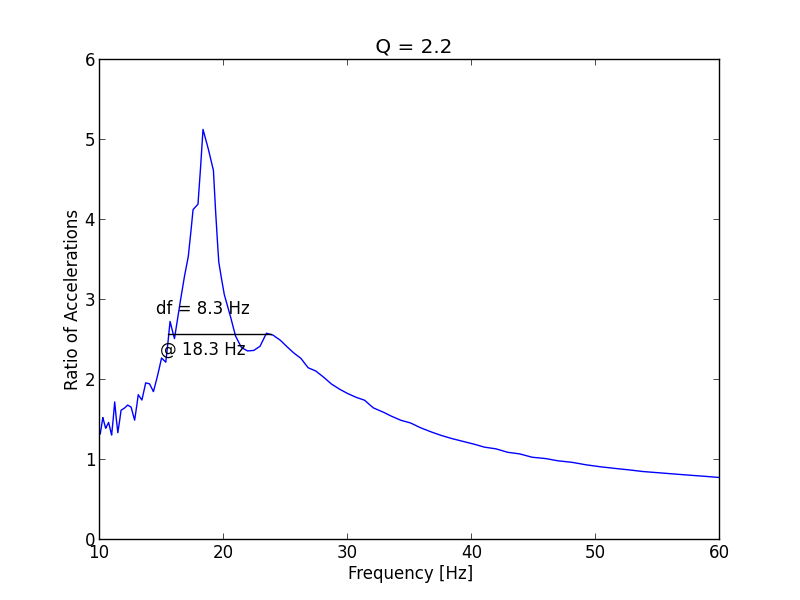 Q = 2.2
6
5
4
3
2
1
0
Ratio of Accelerations
df = 8.3 Hz
@ 18.3 Hz
10 20 30 40 50 60
Frequency [Hz]